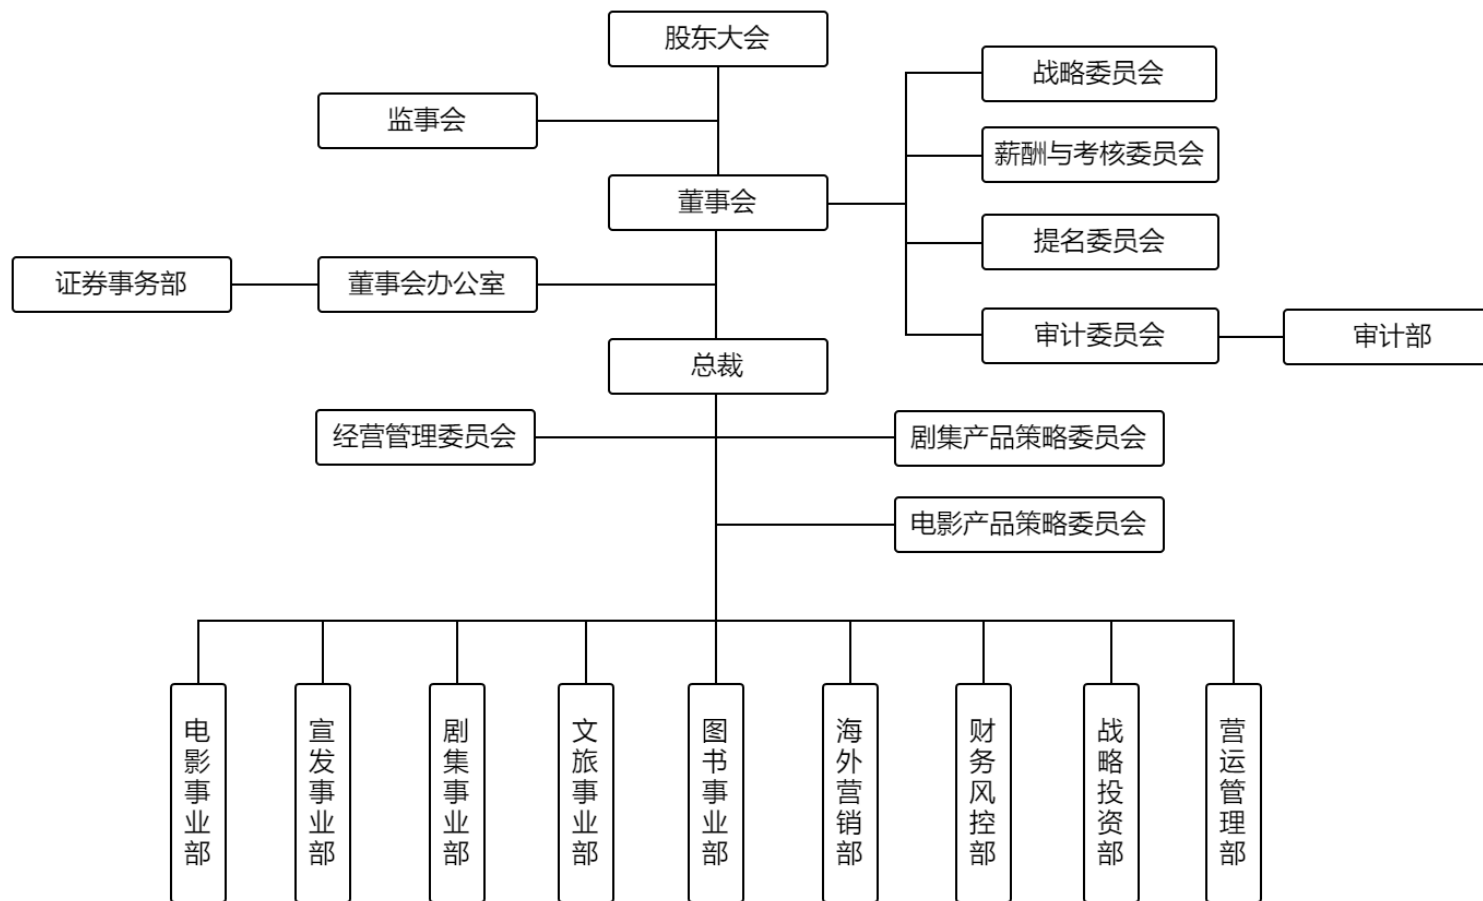 股东大会
战略委员会
监事会
薪酬与考核委员会
董事会
提名委员会
证券事务部
董事会办公室
审计委员会
审计部
总裁
经营管理委员会
剧集产品策略委员会
电影产品策略委员会
电影事业部
宣发事业部
剧集事业部
文旅事业部
图书事业部
海外营销部
财务风控部
战略投资部
营运管理部